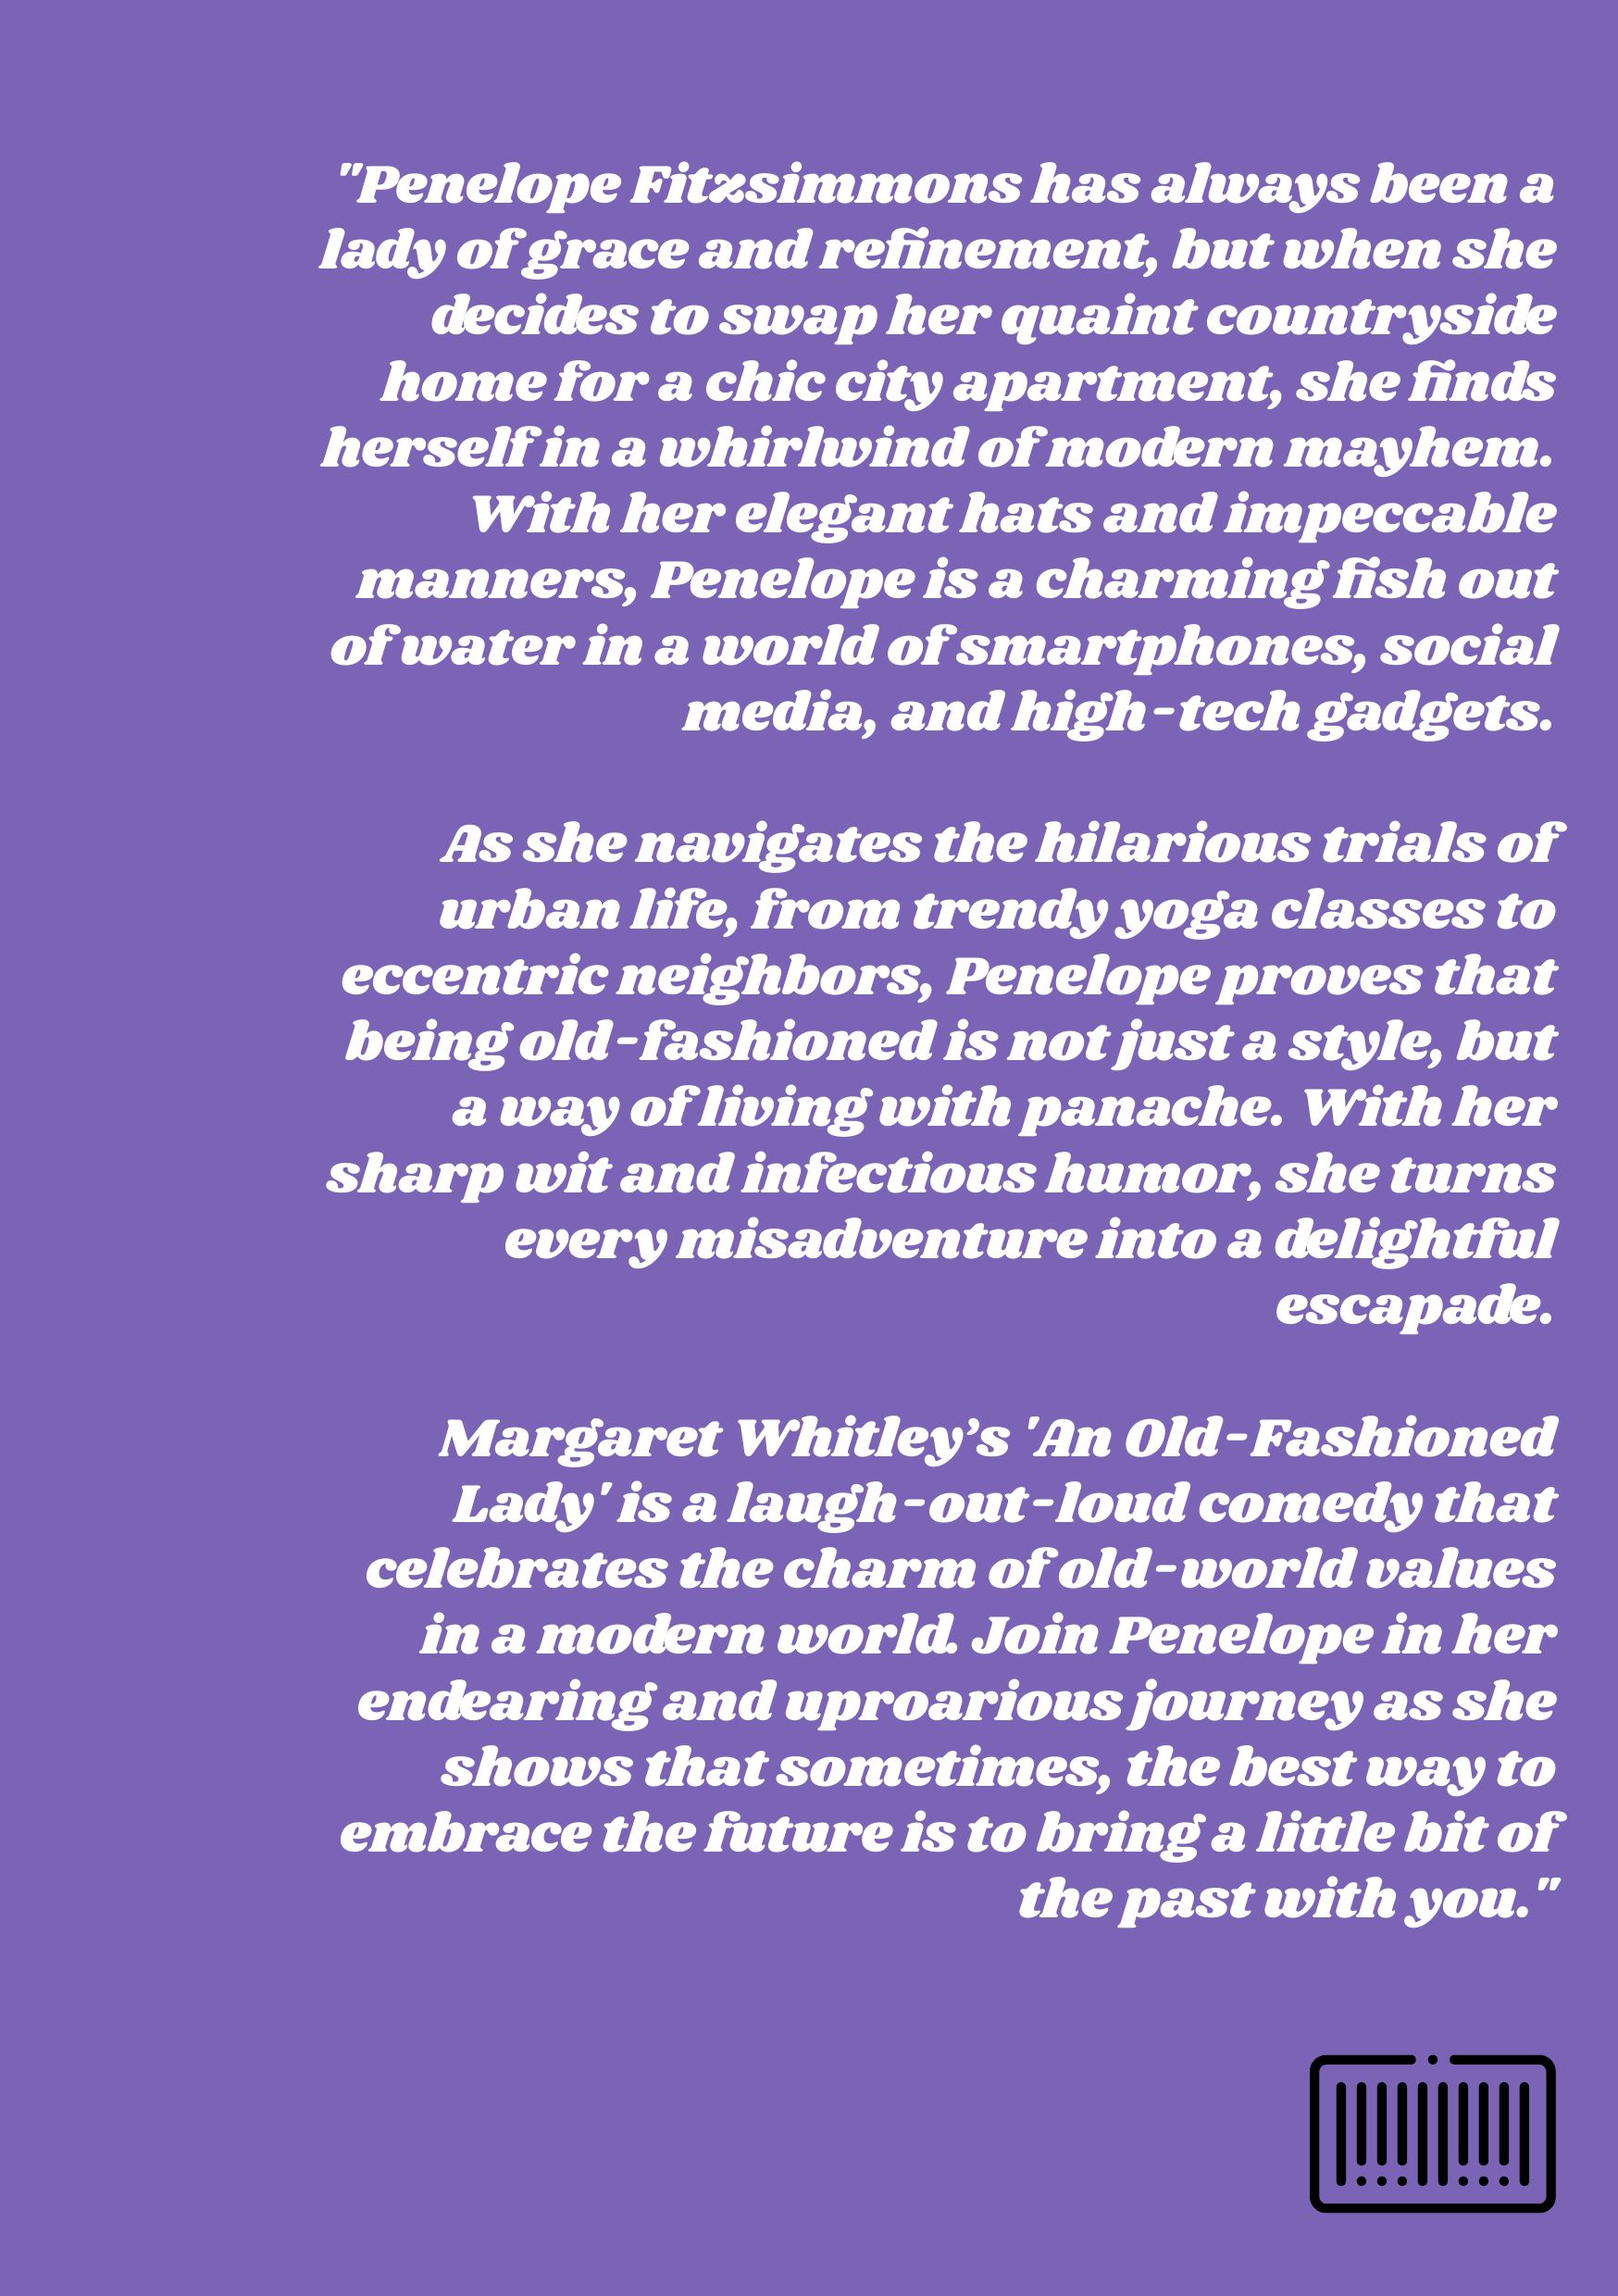 "Penelope Fitzsimmons has always been a
lady of grace and refinement, but when she
decides to swap her quaint countryside
home for a chic city apartment, she finds
herself in a whirlwind of modern mayhem.
With her elegant hats and impeccable
manners, Penelope is a charming fish out
of water in a world of smartphones, social
media, and high-tech gadgets.
As she navigates the hilarious trials of
urban life, from trendy yoga classes to
eccentric neighbors, Penelope proves that
being old-fashioned is not just a style, but
a way of living with panache. With her
sharp wit and infectious humor, she turns
every misadventure into a delightful
escapade.
Margaret Whitley’s 'An Old-Fashioned
Lady' is a laugh-out-loud comedy that
celebrates the charm of old-world values
in a modern world. Join Penelope in her
endearing and uproarious journey as she
shows that sometimes, the best way to
embrace the future is to bring a little bit of
the past with you."